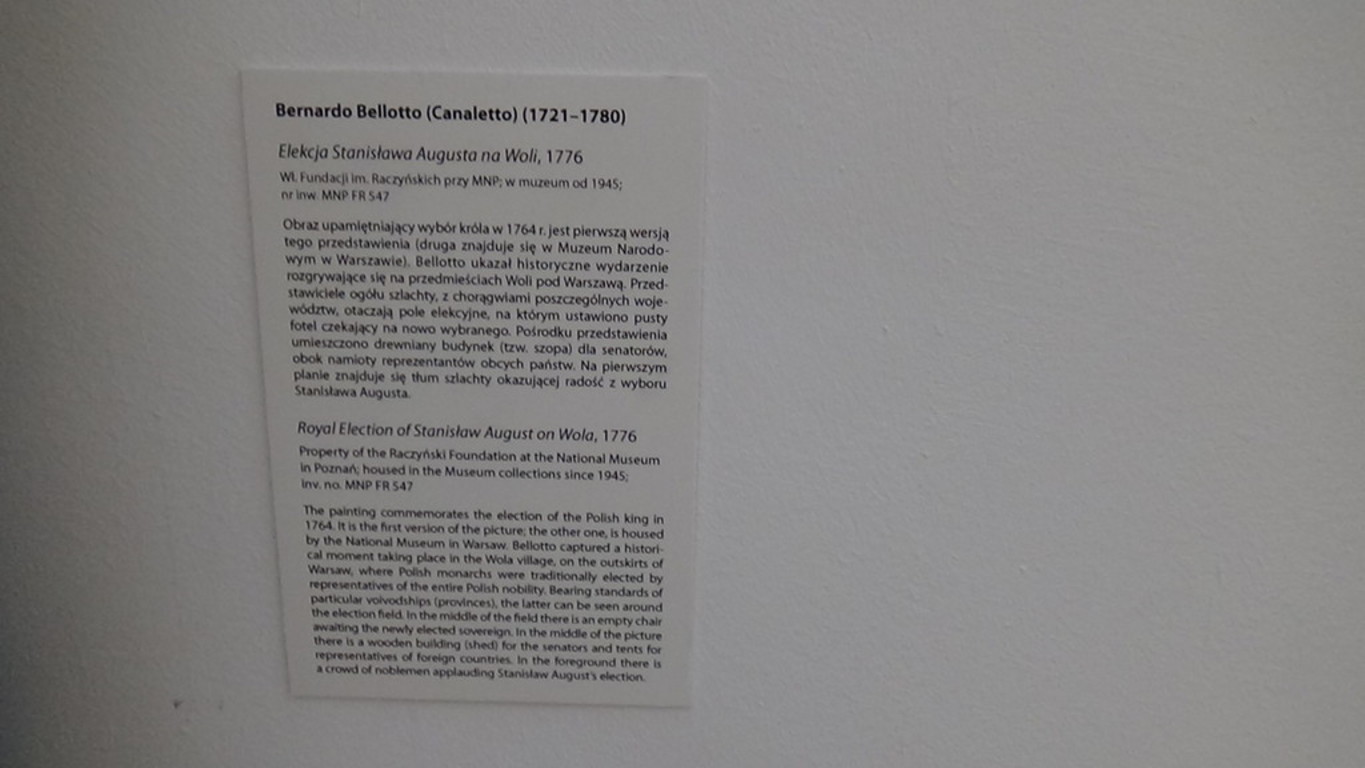 Bernardo Bellotto (Canaletto) (1721–1780)
Elekcja Stanisława Augusta na Woli, 1776
Wł. Fundacji im. Raczyńskich przy MNP; w muzeum od 1945;
nr inw. MNP FR 547
Obraz upamiętniający wybór króla w 1764 r. jest pierwszą wersją
tego przedstawienia (druga znajduje się w Muzeum Narodo-
wym w Warszawie). Bellotto ukazał historyczne wydarzenie
rozgrywające się na przedmieściach Woli pod Warszawą. Przed-
stawiciele ogółu szlachty, z chorągwiami poszczególnych woje-
wództw, otaczają pole elekcyjne, na którym ustawiono pusty
fotel czekający na nowo wybranego. Pośrodku przedstawienia
umieszczono drewniany budynek (tzw. szopa) dla senatorów,
obok namioty reprezentantów obcych państw. Na pierwszym
planie znajduje się tłum szlachty okazującej radość z wyboru
Stanisława Augusta.
Royal Election of Stanisław August on Wola, 1776
Property of the Raczyński Foundation at the National Museum
in Poznań; housed in the Museum collections since 1945;
inv. no. MNP FR 547
The painting commemorates the election of the Polish king in
1764. It is the first version of the picture; the other one, is housed
by the National Museum in Warsaw. Bellotto captured a histori-
cal moment taking place in the Wola village, on the outskirts of
Warsaw, where Polish monarchs were traditionally elected by
representatives of the entire Polish nobility. Bearing standards of
particular voivodships (provinces), the latter can be seen around
the election field. In the middle of the field there is an empty chair
awaiting the newly elected sovereign. In the middle of the picture
there is a wooden building (shed) for the senators and tents for
representatives of foreign countries. In the foreground there is
a crowd of noblemen applauding Stanisław August's election.